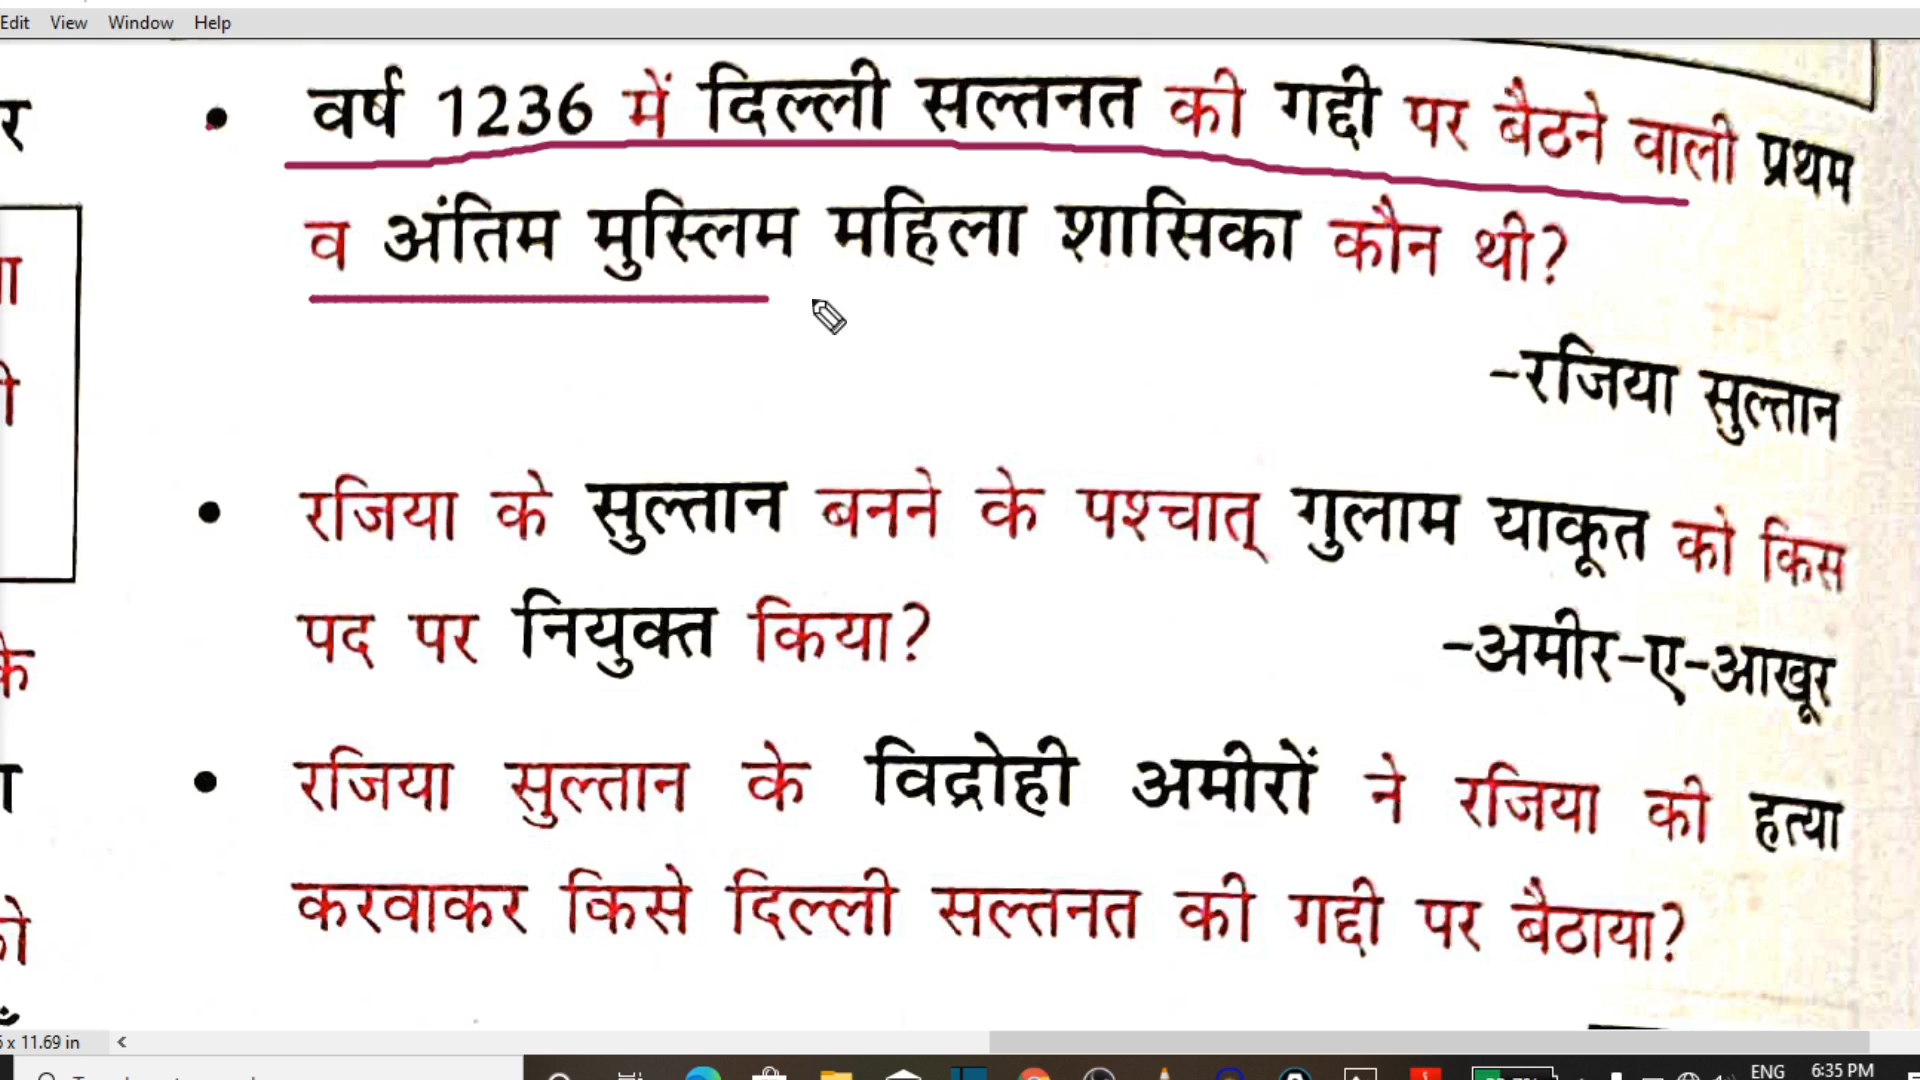 Edit View Window Help
• वर्ष 1236 में दिल्ली सल्तनत की गद्दी पर बैठने वाली प्रथम
व अंतिम मुस्लिम महिला शासिका कौन थी?
-रजिया सुल्तान
• रजिया के सुल्तान बनने के पश्चात् गुलाम याकूत को किस
पद पर नियुक्त किया?
-अमीर-ए-आखूर
• रजिया सुल्तान के विद्रोही अमीरों ने रजिया की हत्या
करवाकर किसे दिल्ली सल्तनत की गद्दी पर बैठाया?
x 11.69 in
ENG 6:35 PM